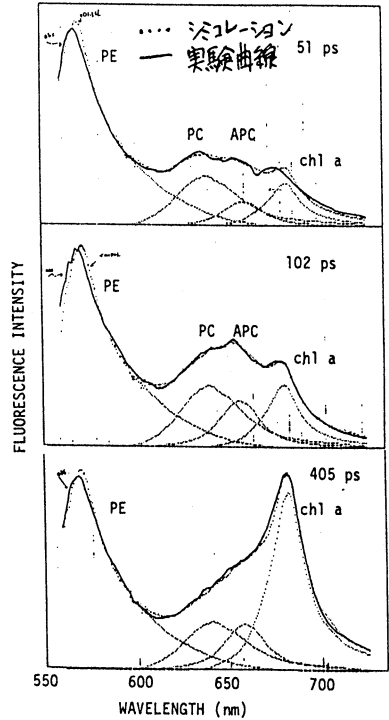 •••• シミュレーション
— 実験曲線
51 ps
PE
PC APC
chl a
102 ps
PE
PC APC
chl a
405 ps
PE
chl a
FLUORESCENCE INTENSITY
550 600 650 700
WAVELENGTH (nm)